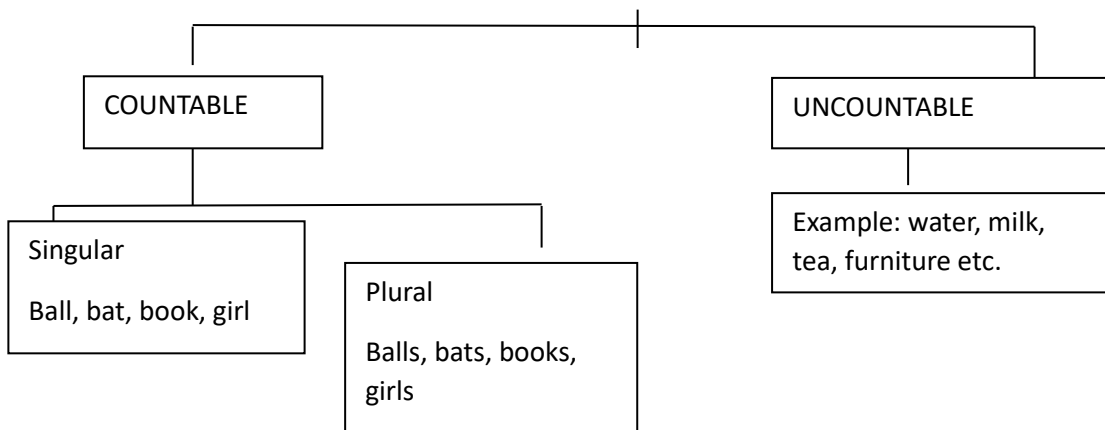 COUNTABLE
UNCOUNTABLE
Singular
Ball, bat, book, girl
Plural
Balls, bats, books,
girls
Example: water, milk,
tea, furniture etc.